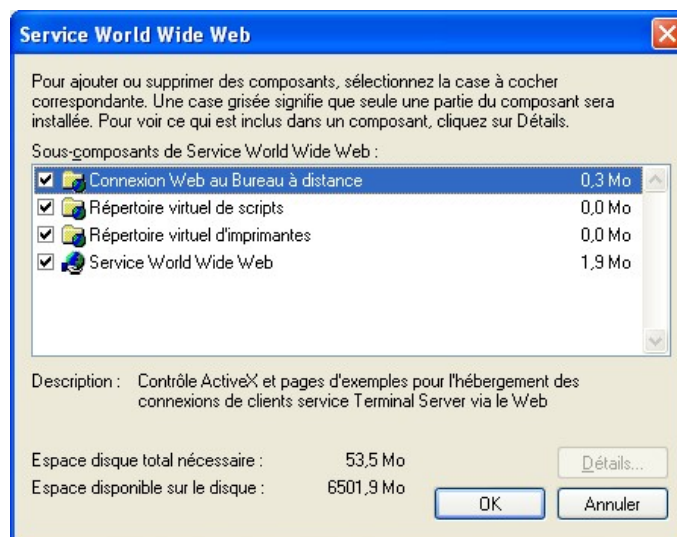 Service World Wide Web
Pour ajouter ou supprimer des composants, sélectionnez la case à cocher
correspondante. Une case grisée signifie que seule une partie du composant sera
installée. Pour voir ce qui est inclus dans un composant, cliquez sur Détails.
Sous-composants de Service World Wide Web :
Connexion Web au Bureau à distance 0,3 Mo
Répertoire virtuel de scripts 0,0 Mo
Répertoire virtuel d'imprimantes 0,0 Mo
Service World Wide Web 1,9 Mo
Description : Contrôle ActiveX et pages d'exemples pour l'hébergement des
connexions de clients service Terminal Server via le Web
Espace disque total nécessaire : 53,5 Mo
Détails...
Espace disponible sur le disque : 6501,9 Mo
OK Annuler